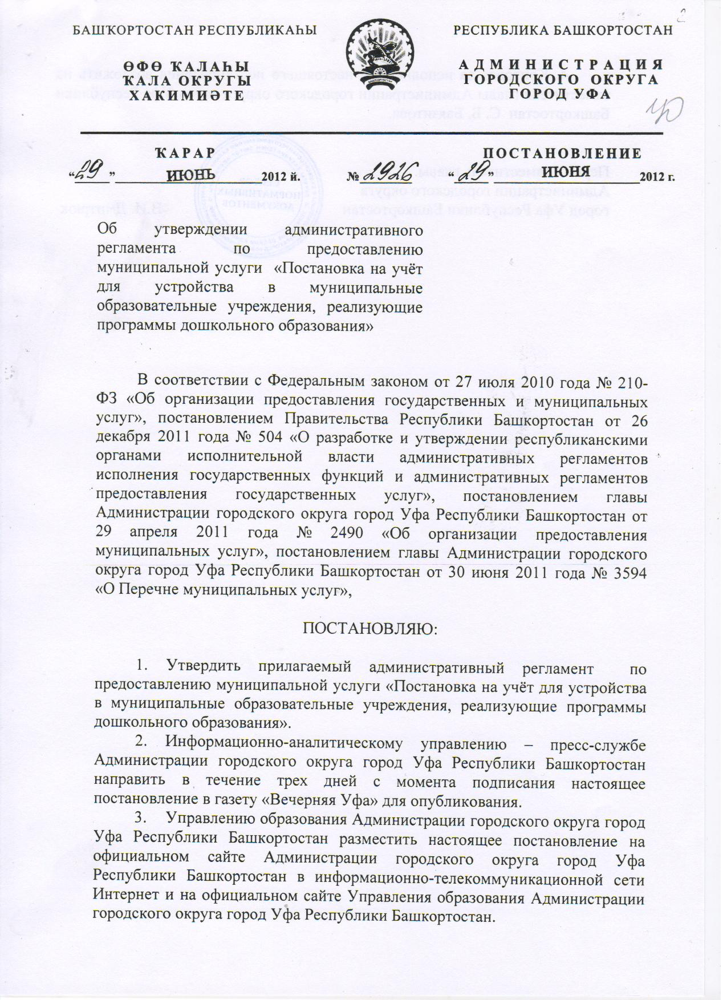 БАШҠОРТОСТАН РЕСПУБЛИКАҺЫ
ӨФӨ ҠАЛАҺЫ
ҠАЛА ОКРУГЫ
ХАКИМИӘТЕ
БАШКОРТОСТАН
РЕСПУБЛИКА БАШКОРТОСТАН
АДМИНИСТРАЦИЯ
ГОРОДСКОГО ОКРУГА
ГОРОД УФА
ҠАРАР
ПОСТАНОВЛЕНИЕ
“29” ИЮНЬ 2012 й. № 1926 “29” ИЮНЯ 2012 г.
Об утверждении административного
регламента по предоставлению
муниципальной услуги «Постановка на учёт
для устройства в муниципальные
образовательные учреждения, реализующие
программы дошкольного образования»
В соответствии с Федеральным законом от 27 июля 2010 года № 210-
ФЗ «Об организации предоставления государственных и муниципальных
услуг», постановлением Правительства Республики Башкортостан от 26
декабря 2011 года № 504 «О разработке и утверждении республиканскими
органами исполнительной власти административных регламентов
исполнения государственных функций и административных регламентов
предоставления государственных услуг», постановлением главы
Администрации городского округа город Уфа Республики Башкортостан от
29 апреля 2011 года № 2490 «Об организации предоставления
муниципальных услуг», постановлением главы Администрации городского
округа город Уфа Республики Башкортостан от 30 июня 2011 года № 3594
«О Перечне муниципальных услуг»,
ПОСТАНОВЛЯЮ:
1. Утвердить прилагаемый административный регламент по
предоставлению муниципальной услуги «Постановка на учёт для устройства
в муниципальные образовательные учреждения, реализующие программы
дошкольного образования».
2. Информационно-аналитическому управлению – пресс-службе
Администрации городского округа город Уфа Республики Башкортостан
направить в течение трех дней с момента подписания настоящее
постановление в газету «Вечерняя Уфа» для опубликования.
3. Управлению образования Администрации городского округа город
Уфа Республики Башкортостан разместить настоящее постановление на
официальном сайте Администрации городского округа город Уфа
Республики Башкортостан в информационно-телекоммуникационной сети
Интернет и на официальном сайте Управления образования Администрации
городского округа город Уфа Республики Башкортостан.